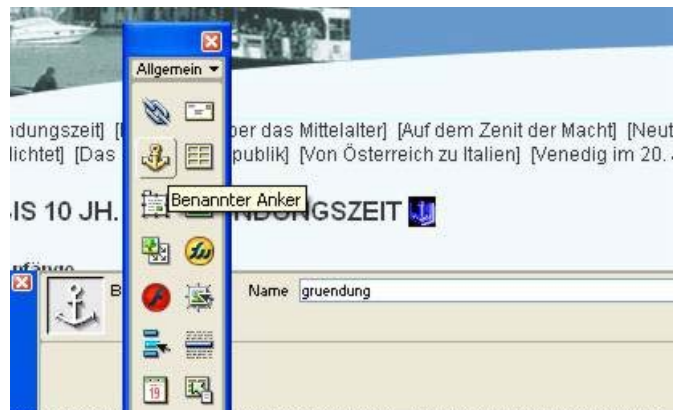 Allgemein
ndungszeit] [ ber das Mittelalter] [Auf dem Zenit der Macht] [Neut
lichtet] [Das publik] [Von Österreich zu Italien] [Venedig im 20.
Benannter Anker
IS 10 JH. NDUNGSZEIT
B Name gruendung
19